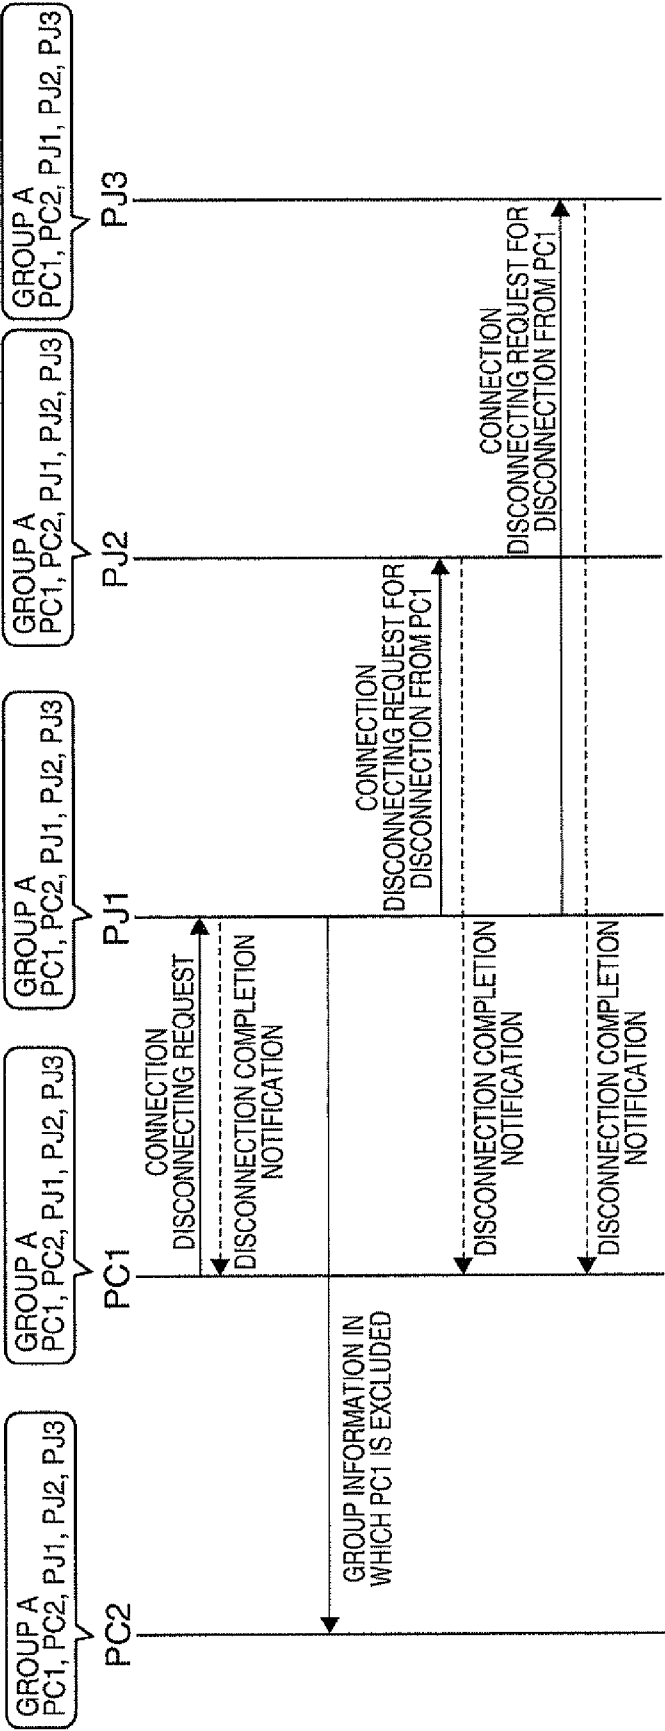 GROUP A
PC1, PC2, PJ1, PJ2, PJ3
PC2
GROUP A
PC1, PC2, PJ1, PJ2, PJ3
PC1
GROUP A
PC1, PC2, PJ1, PJ2, PJ3
PJ1
GROUP A
PC1, PC2, PJ1, PJ2, PJ3
PJ2
GROUP A
PC1, PC2, PJ1, PJ2, PJ3
PJ3
CONNECTION
DISCONNECTING REQUEST
DISCONNECTION COMPLETION
NOTIFICATION
GROUP INFORMATION IN
WHICH PC1 IS EXCLUDED
CONNECTION
DISCONNECTING REQUEST FOR
DISCONNECTION FROM PC1
DISCONNECTION COMPLETION
NOTIFICATION
CONNECTION
DISCONNECTING REQUEST FOR
DISCONNECTION FROM PC1
DISCONNECTION COMPLETION
NOTIFICATION